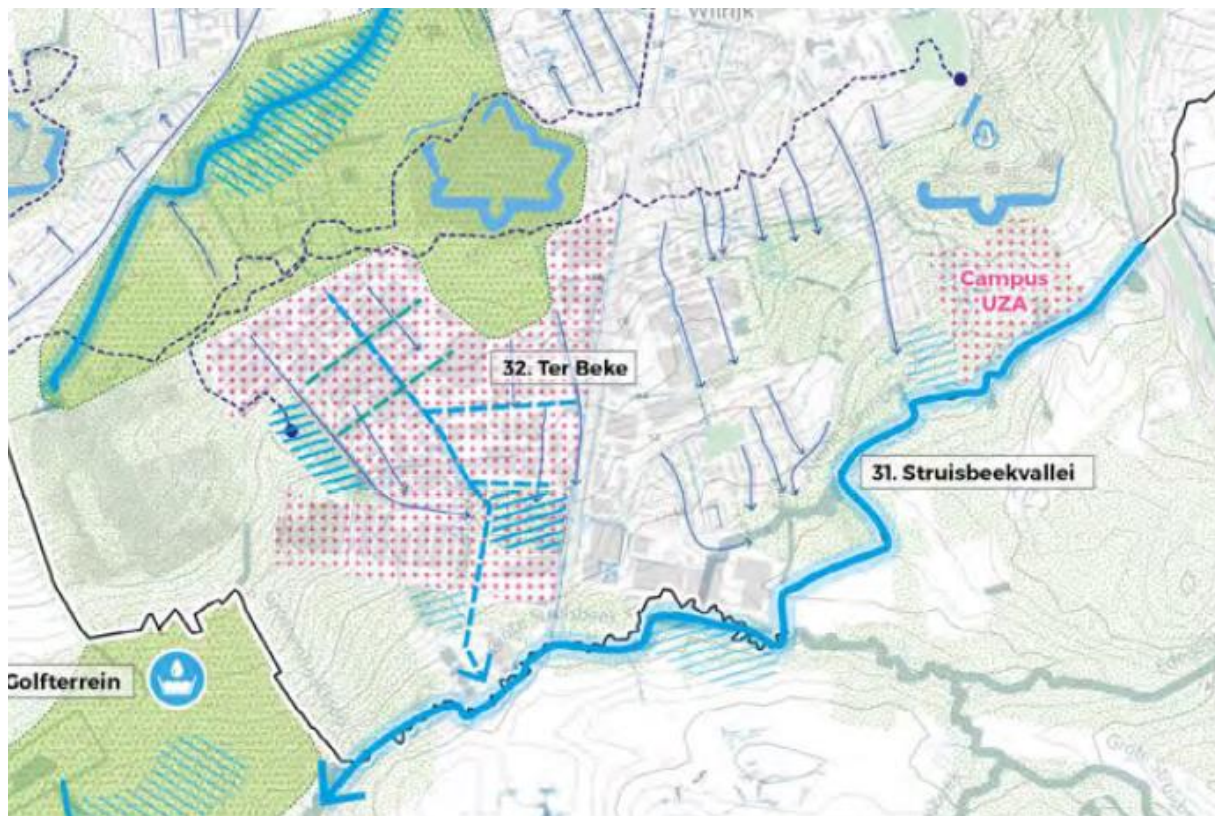 Wilrijk
Campus
UZA
32. Ter Beke
31. Struisbeekvallei
Golfterrein